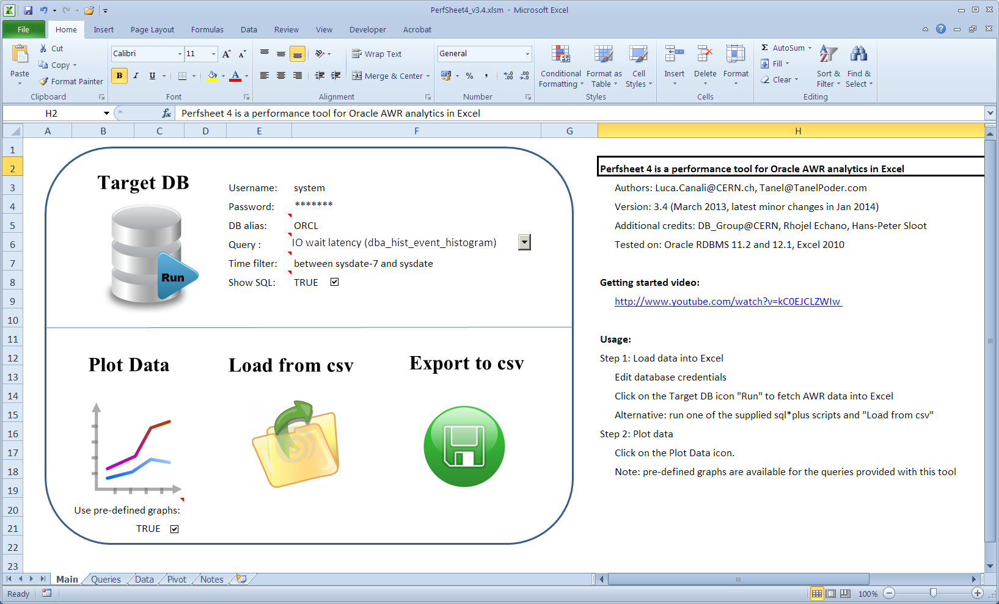 PerfSheet4_v3.4.xlsm - Microsoft Excel
File Home Insert Page Layout Formulas Data Review View Developer Acrobat
Paste
Cut
Copy
Format Painter
Clipboard
Calibri 11
B I U
Font
Wrap Text
Merge & Center
Alignment
General
% ,
Number
Conditional Formatting
Format as Table
Cell Styles
Styles
Insert Delete Format
Cells
Σ AutoSum
Fill
Clear
Sort & Filter
Find & Select
Editing
H2 fx Perfsheet 4 is a performance tool for Oracle AWR analytics in Excel
A B C D E F G H
1
2
3
4
5
6
7
8
9
10
11
12
13
14
15
16
17
18
19
20
21
22
23
Target DB
Run
Username: system
Password: *******
DB alias: ORCL
Query : IO wait latency (dba_hist_event_histogram)
Time filter: between sysdate-7 and sysdate
Show SQL: TRUE
Plot Data
Load from csv
Export to csv
Use pre-defined graphs:
TRUE
Perfsheet 4 is a performance tool for Oracle AWR analytics in Excel
Authors: Luca.Canali@CERN.ch, Tanel@TanelPoder.com
Version: 3.4 (March 2013, latest minor changes in Jan 2014)
Additional credits: DB_Group@CERN, Rhojel Echano, Hans-Peter Sloot
Tested on: Oracle RDBMS 11.2 and 12.1, Excel 2010
Getting started video:
http://www.youtube.com/watch?v=kC0EJCLZWIw
Usage:
Step 1: Load data into Excel
Edit database credentials
Click on the Target DB icon "Run" to fetch AWR data into Excel
Alternative: run one of the supplied sql*plus scripts and "Load from csv"
Step 2: Plot data
Click on the Plot Data icon.
Note: pre-defined graphs are available for the queries provided with this tool
Main Queries Data Pivot Notes
Ready
100%